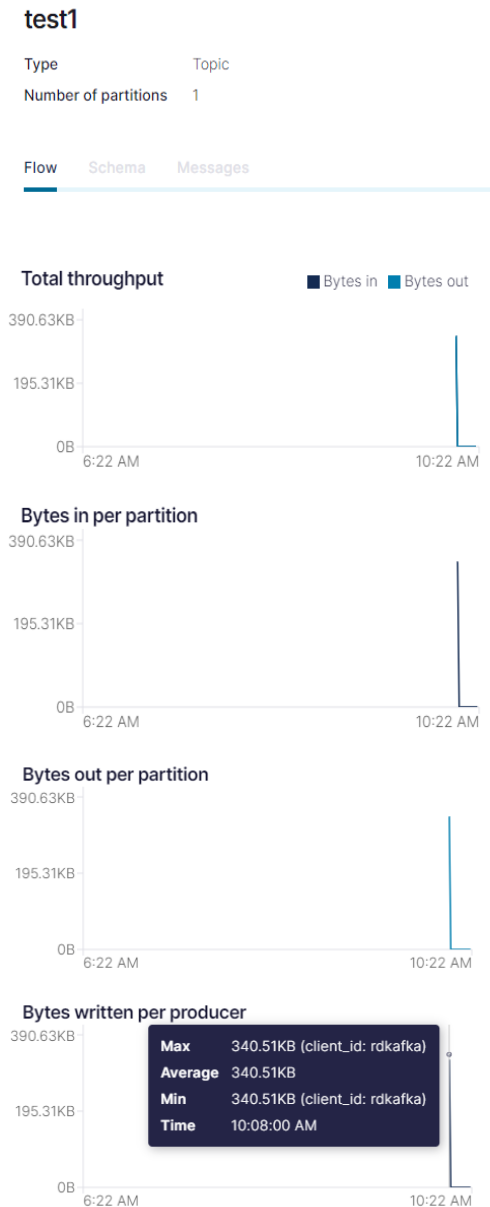 test1
Type Topic
Number of partitions 1
Flow Schema Messages
Total throughput Bytes in Bytes out
390.63KB
195.31KB
0B
6:22 AM 10:22 AM
Bytes in per partition
390.63KB
195.31KB
0B
6:22 AM 10:22 AM
Bytes out per partition
390.63KB
195.31KB
0B
6:22 AM 10:22 AM
Bytes written per producer
390.63KB
Max 340.51KB (client_id: rdkafka)
Average 340.51KB
Min 340.51KB (client_id: rdkafka)
195.31KB
Time 10:08:00 AM
0B
6:22 AM 10:22 AM